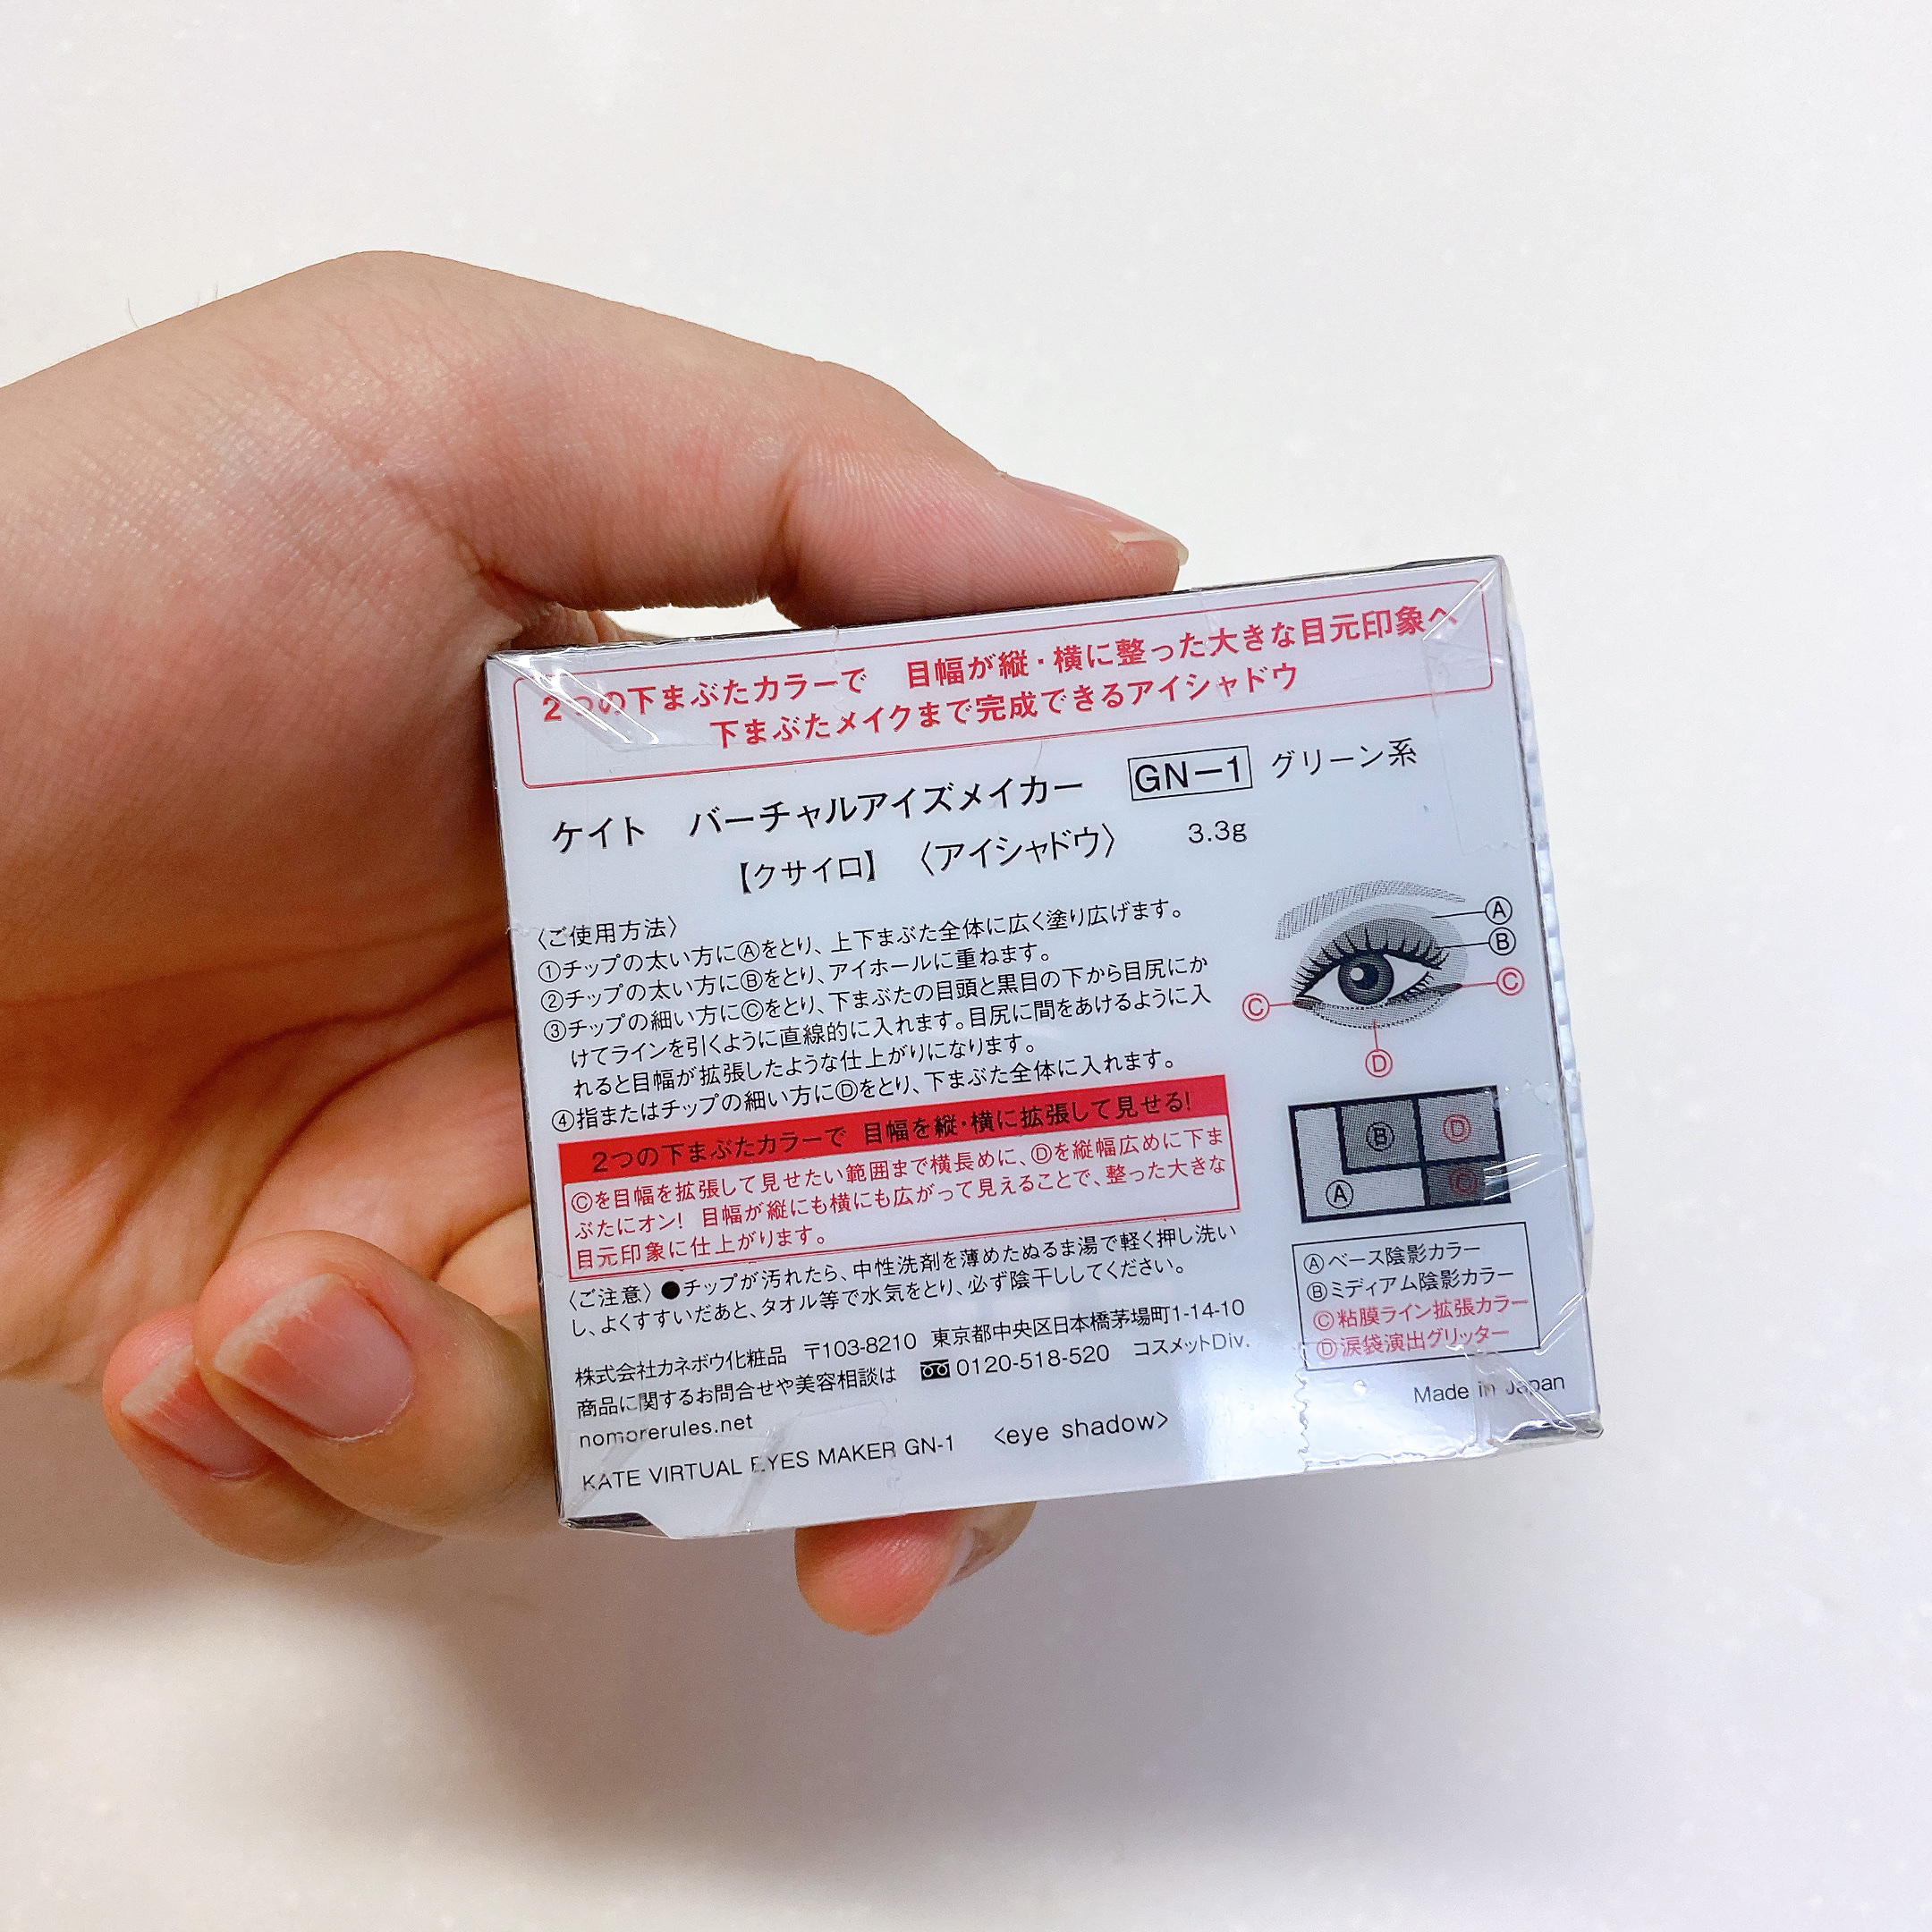 2つの下まぶたカラーで 目幅が縦・横に整った大きな目元印象へ
下まぶたメイクまで完成できるアイシャドウ
ケイト バーチャルアイズメイカー GN-1 グリーン系
【クサイロ】 〈アイシャドウ〉 3.3g
〈ご使用方法〉
①チップの太い方にⒶをとり、上下まぶた全体に広く塗り広げます。
②チップの太い方にⒷをとり、アイホールに重ねます。
③チップの細い方にⒸをとり、下まぶたの目頭と黒目の下から目尻にか
けてラインを引くように直線的に入れます。目尻に間をあけるように入
れると目幅が拡張したような仕上がりになります。
④指またはチップの細い方にⒹをとり、下まぶた全体に入れます。
2つの下まぶたカラーで 目幅を縦・横に拡張して見せる!
Ⓒを目幅を拡張して見せたい範囲まで横長めに、Ⓓを縦幅広めに下ま
ぶたにオン! 目幅が縦にも横にも広がって見えることで、整った大きな
目元印象に仕上がります。
〈ご注意〉●チップが汚れたら、中性洗剤を薄めたぬるま湯で軽く押し洗い
し、よくすすいだあと、タオル等で水気をとり、必ず陰干ししてください。
株式会社カネボウ化粧品 〒103-8210 東京都中央区日本橋茅場町1-14-10
商品に関するお問合せや美容相談は 0120-518-520 コスメットDiv.
nomorerules.net
KATE VIRTUAL EYES MAKER GN-1 <eye shadow>
Ⓐ
Ⓑ
Ⓒ
Ⓒ
Ⓓ
Ⓑ
Ⓓ
Ⓐ
Ⓒ
Ⓐベース陰影カラー
Ⓑミディアム陰影カラー
Ⓒ粘膜ライン拡張カラー
Ⓓ涙袋演出グリッター
Made in Japan